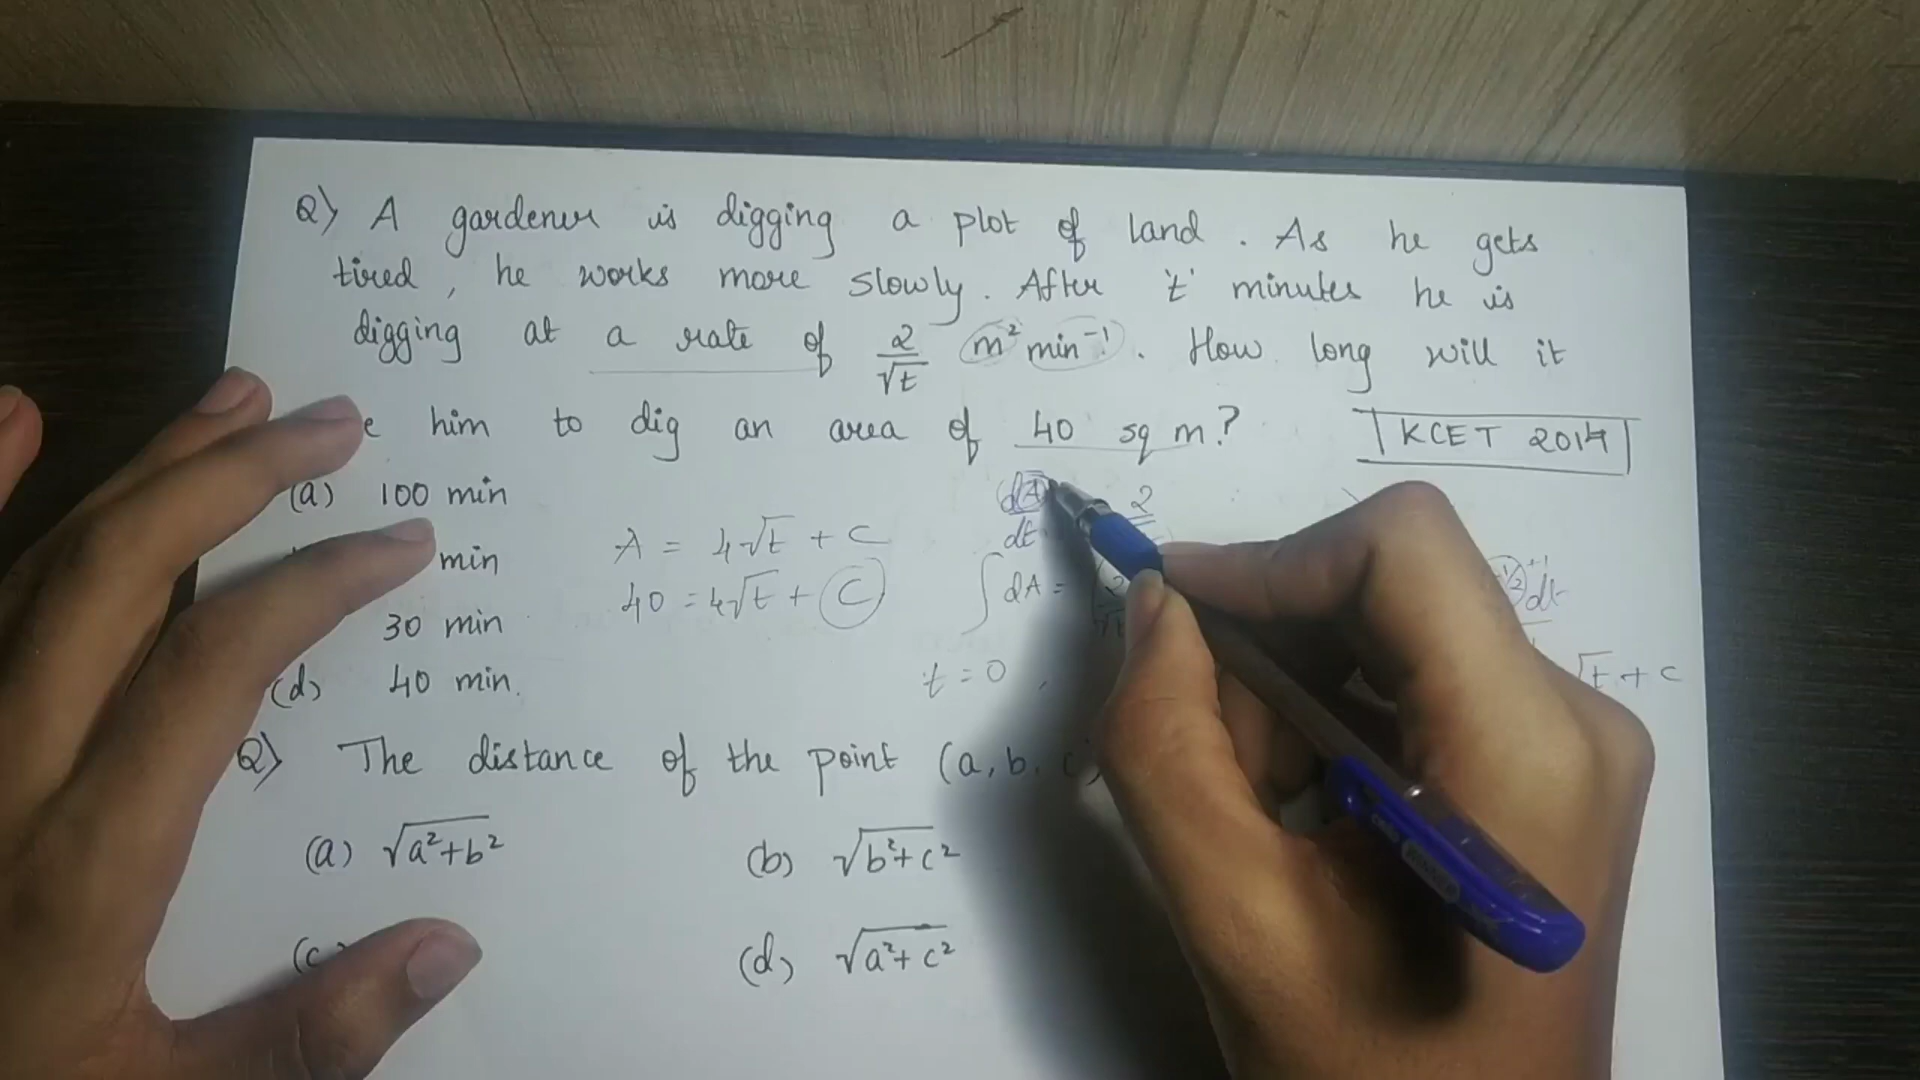 Q) A gardener is digging a plot of land . As he gets
tired , he works more slowly . After 't' minutes he is
digging at a rate of 2/√t m² min⁻¹ . How long will it
him to dig an area of 40 sq m?
KCET 2014
(a) 100 min
min
30 min
(d) 40 min.
A = 4√t + C
40 = 4√t + C
dA
dt
2
∫dA =
t = 0 ,
√t + C
Q) The distance of the point (a, b, c)
(a) √a²+b²
(b) √b²+c²
(c
(d) √a²+c²